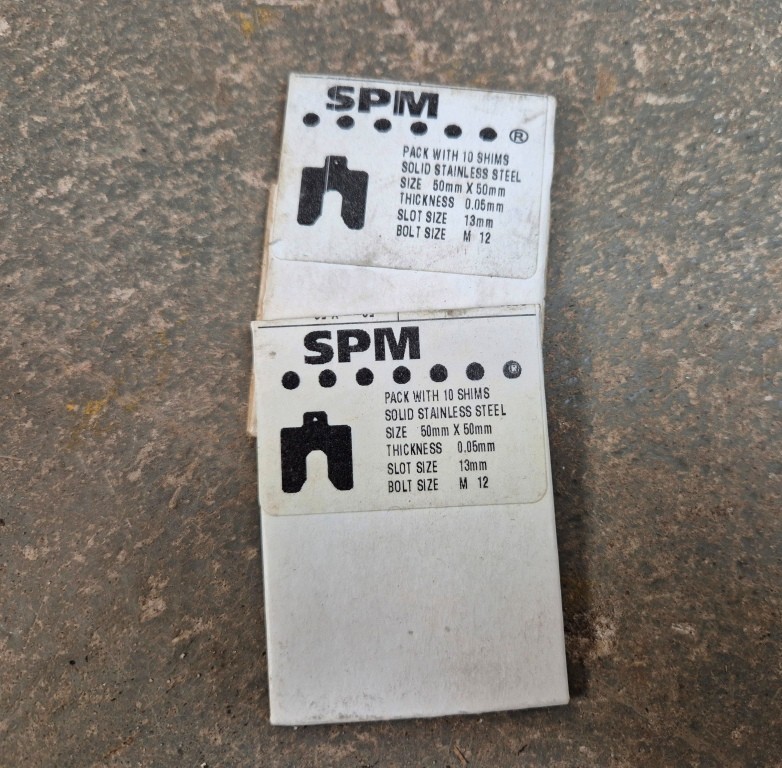 SPM
®
PACK WITH 10 SHIMS
SOLID STAINLESS STEEL
SIZE 50mm X 50mm
THICKNESS 0.05mm
SLOT SIZE 13mm
BOLT SIZE M 12
SPM
®
PACK WITH 10 SHIMS
SOLID STAINLESS STEEL
SIZE 50mm X 50mm
THICKNESS 0.05mm
SLOT SIZE 13mm
BOLT SIZE M 12